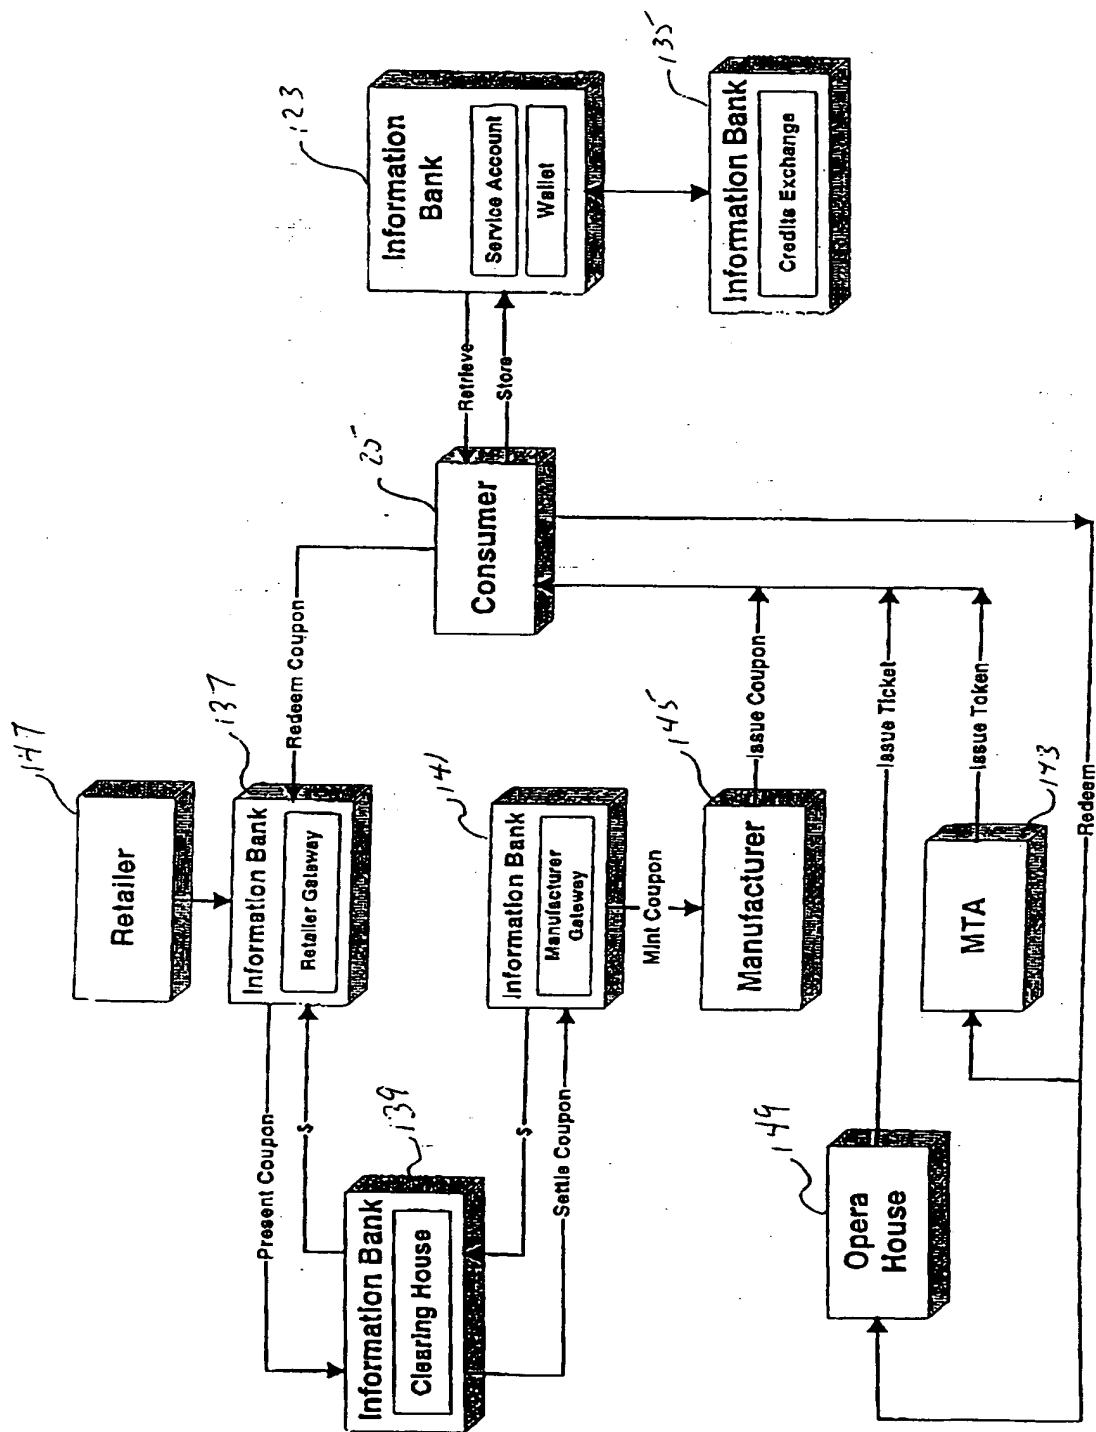 147
Retailer
137
Information Bank
Retailer Gateway
Redeem Coupon
Present Coupon
$
139
Information Bank
Clearing House
$
Settle Coupon
141
Information Bank
Manufacturer
Gateway
Mint Coupon
145
Manufacturer
Issue Coupon
25
Consumer
Retrieve
Store
123
Information
Bank
Service Account
Wallet
135
Information Bank
Credits Exchange
149
Opera
House
Issue Ticket
143
MTA
Issue Token
Redeem